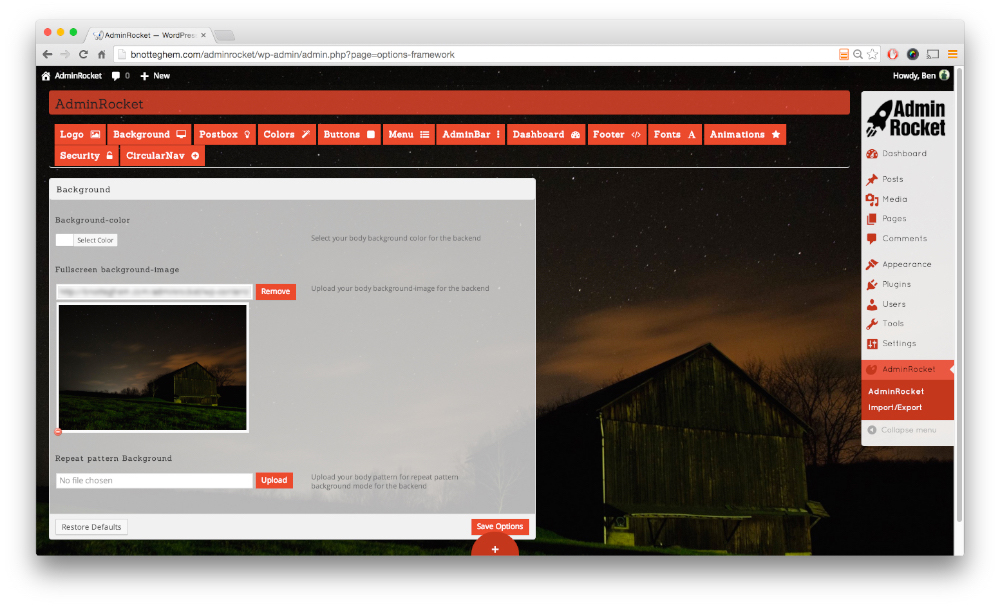 AdminRocket — WordPres
bnotteghem.com/adminrocket/wp-admin/admin.php?page=options-framework
AdminRocket 0 New Howdy, Ben
AdminRocket
Logo Background Postbox Colors Buttons Menu AdminBar Dashboard Footer Fonts Animations
Security CircularNav
Background
Background-color
Select Color
Select your body background color for the backend
Fullscreen background-image
Remove
Upload your body background-image for the backend
Repeat pattern Background
No file chosen
Upload
Upload your body pattern for repeat pattern
background mode for the backend
Restore Defaults
Save Options
+
Admin
Rocket
Dashboard
Posts
Media
Pages
Comments
Appearance
Plugins
Users
Tools
Settings
AdminRocket
AdminRocket
Import/Export
Collapse menu